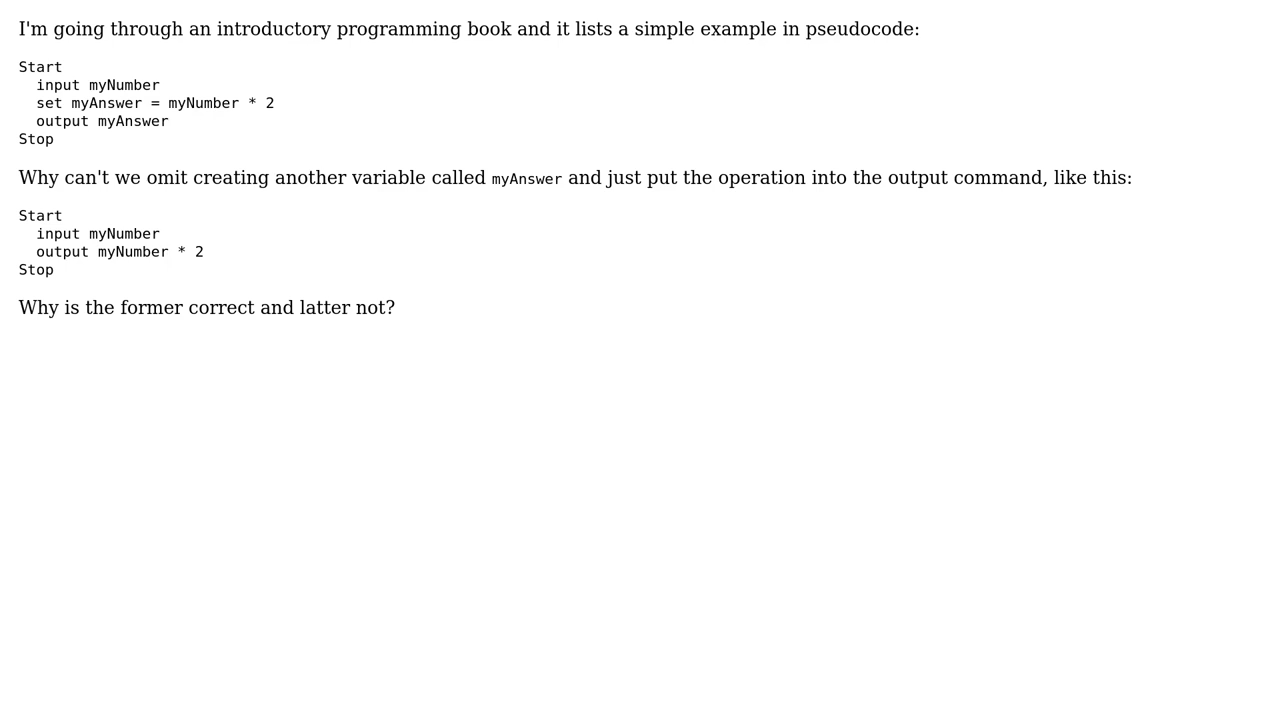 I'm going through an introductory programming book and it lists a simple example in pseudocode:
Start
  input myNumber
  set myAnswer = myNumber * 2
  output myAnswer
Stop
Why can't we omit creating another variable called myAnswer and just put the operation into the output command, like this:
Start
  input myNumber
  output myNumber * 2
Stop
Why is the former correct and latter not?